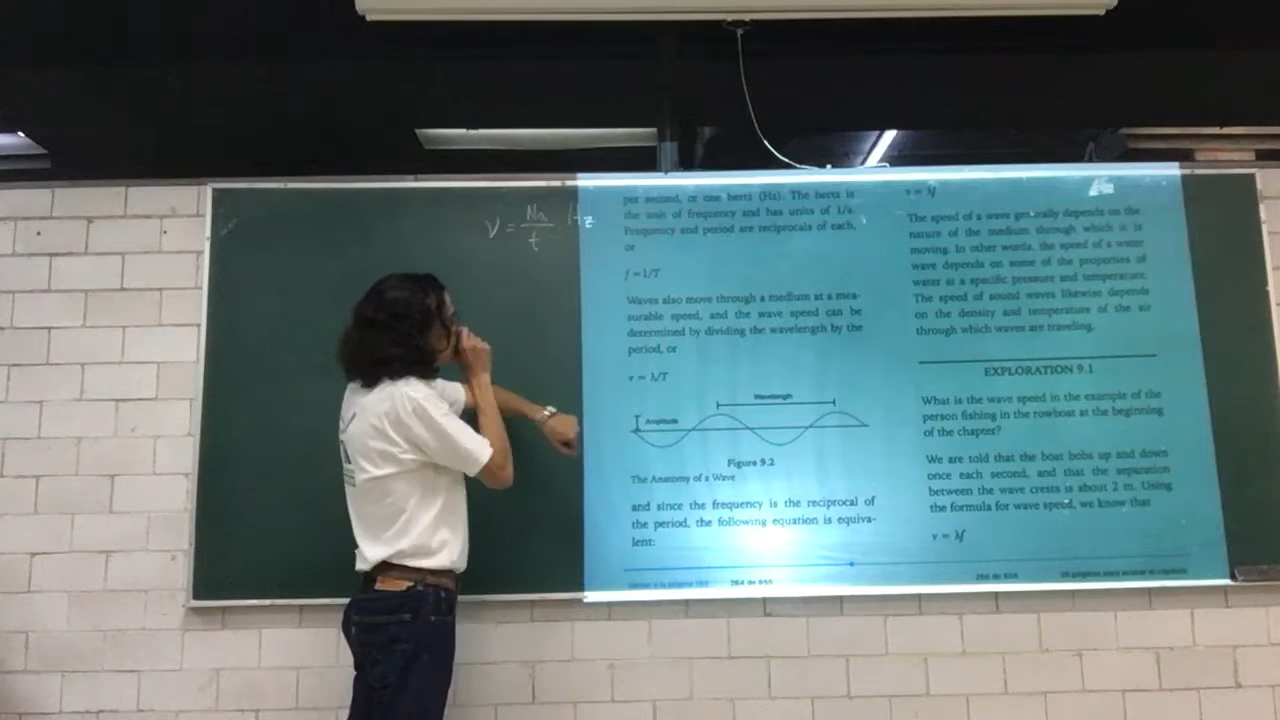 ν = No. Hz
t
per second, or one hertz (Hz). The hertz is
the unit of frequency and has units of 1/s.
Frequency and period are reciprocals of each,
or
f = 1/T
Waves also move through a medium at a mea-
surable speed, and the wave speed can be
determined by dividing the wavelength by the
period, or
v = λ/T
Wavelength
Amplitude
Figure 9.2
The Anatomy of a Wave
and since the frequency is the reciprocal of
the period, the following equation is equiva-
lent:
264 de 655
v = λf
The speed of a wave generally depends on the
nature of the medium through which it is
moving. In other words, the speed of a water
wave depends on some of the properties of
water at a specific pressure and temperature.
The speed of sound waves likewise depends
on the density and temperature of the air
through which waves are traveling.
EXPLORATION 9.1
What is the wave speed in the example of the
person fishing in the rowboat at the beginning
of the chapter?
We are told that the boat bobs up and down
once each second, and that the separation
between the wave crests is about 2 m. Using
the formula for wave speed, we know that
v = λf